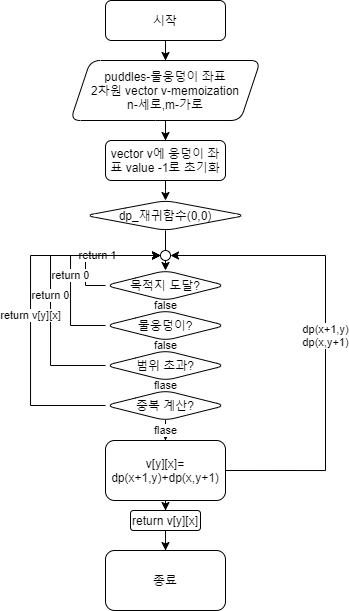 시작
puddles-물웅덩이 좌표
2차원 vector v-memoization
n-세로,m-가로
vector v에 웅덩이 좌
표 value -1로 초기화
dp_재귀함수(0,0)
return 1
목적지 도달?
return 0
false
물웅덩이?
return 0
false
return v[y][x]
범위 초과?
flase
중복 계산?
flase
dp(x+1,y)
dp(x,y+1)
v[y][x]=
dp(x+1,y)+dp(x,y+1)
return v[y][x]
종료